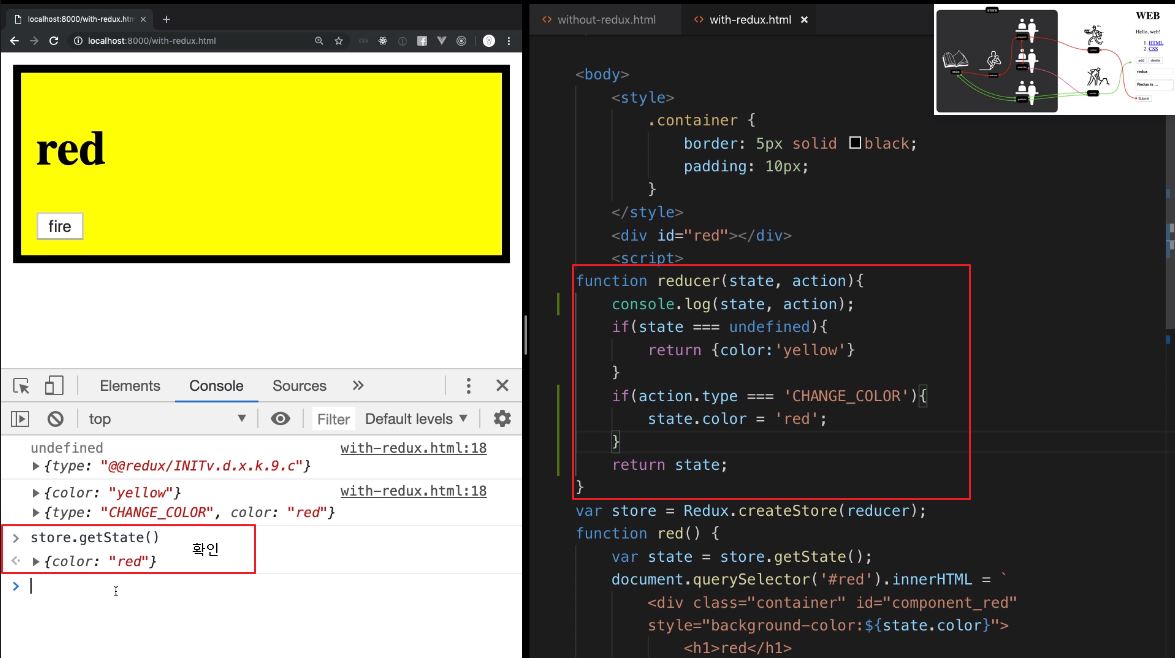 localhost:8000/with-redux.htm
localhost:8000/with-redux.html
red
fire
Elements
Console
Sources
top
Filter
Default levels
undefined
with-redux.html:18
{type: "@@redux/INITv.d.x.k.9.c"}
{color: "yellow"}
with-redux.html:18
{type: "CHANGE_COLOR", color: "red"}
store.getState()
확인
{color: "red"}
without-redux.html
with-redux.html
<body>
<style>
.container {
border: 5px solid black;
padding: 10px;
}
</style>
<div id="red"></div>
<script>
function reducer(state, action){
console.log(state, action);
if(state === undefined){
return {color:'yellow'}
}
if(action.type === 'CHANGE_COLOR'){
state.color = 'red';
}
return state;
}
var store = Redux.createStore(reducer);
function red() {
var state = store.getState();
document.querySelector('#red').innerHTML = `
<div class="container" id="component_red"
style="background-color:${state.color}">
<h1>red</h1>
WEB
Hello, web!
1. HTML
2. CSS
redux
Redux is ...